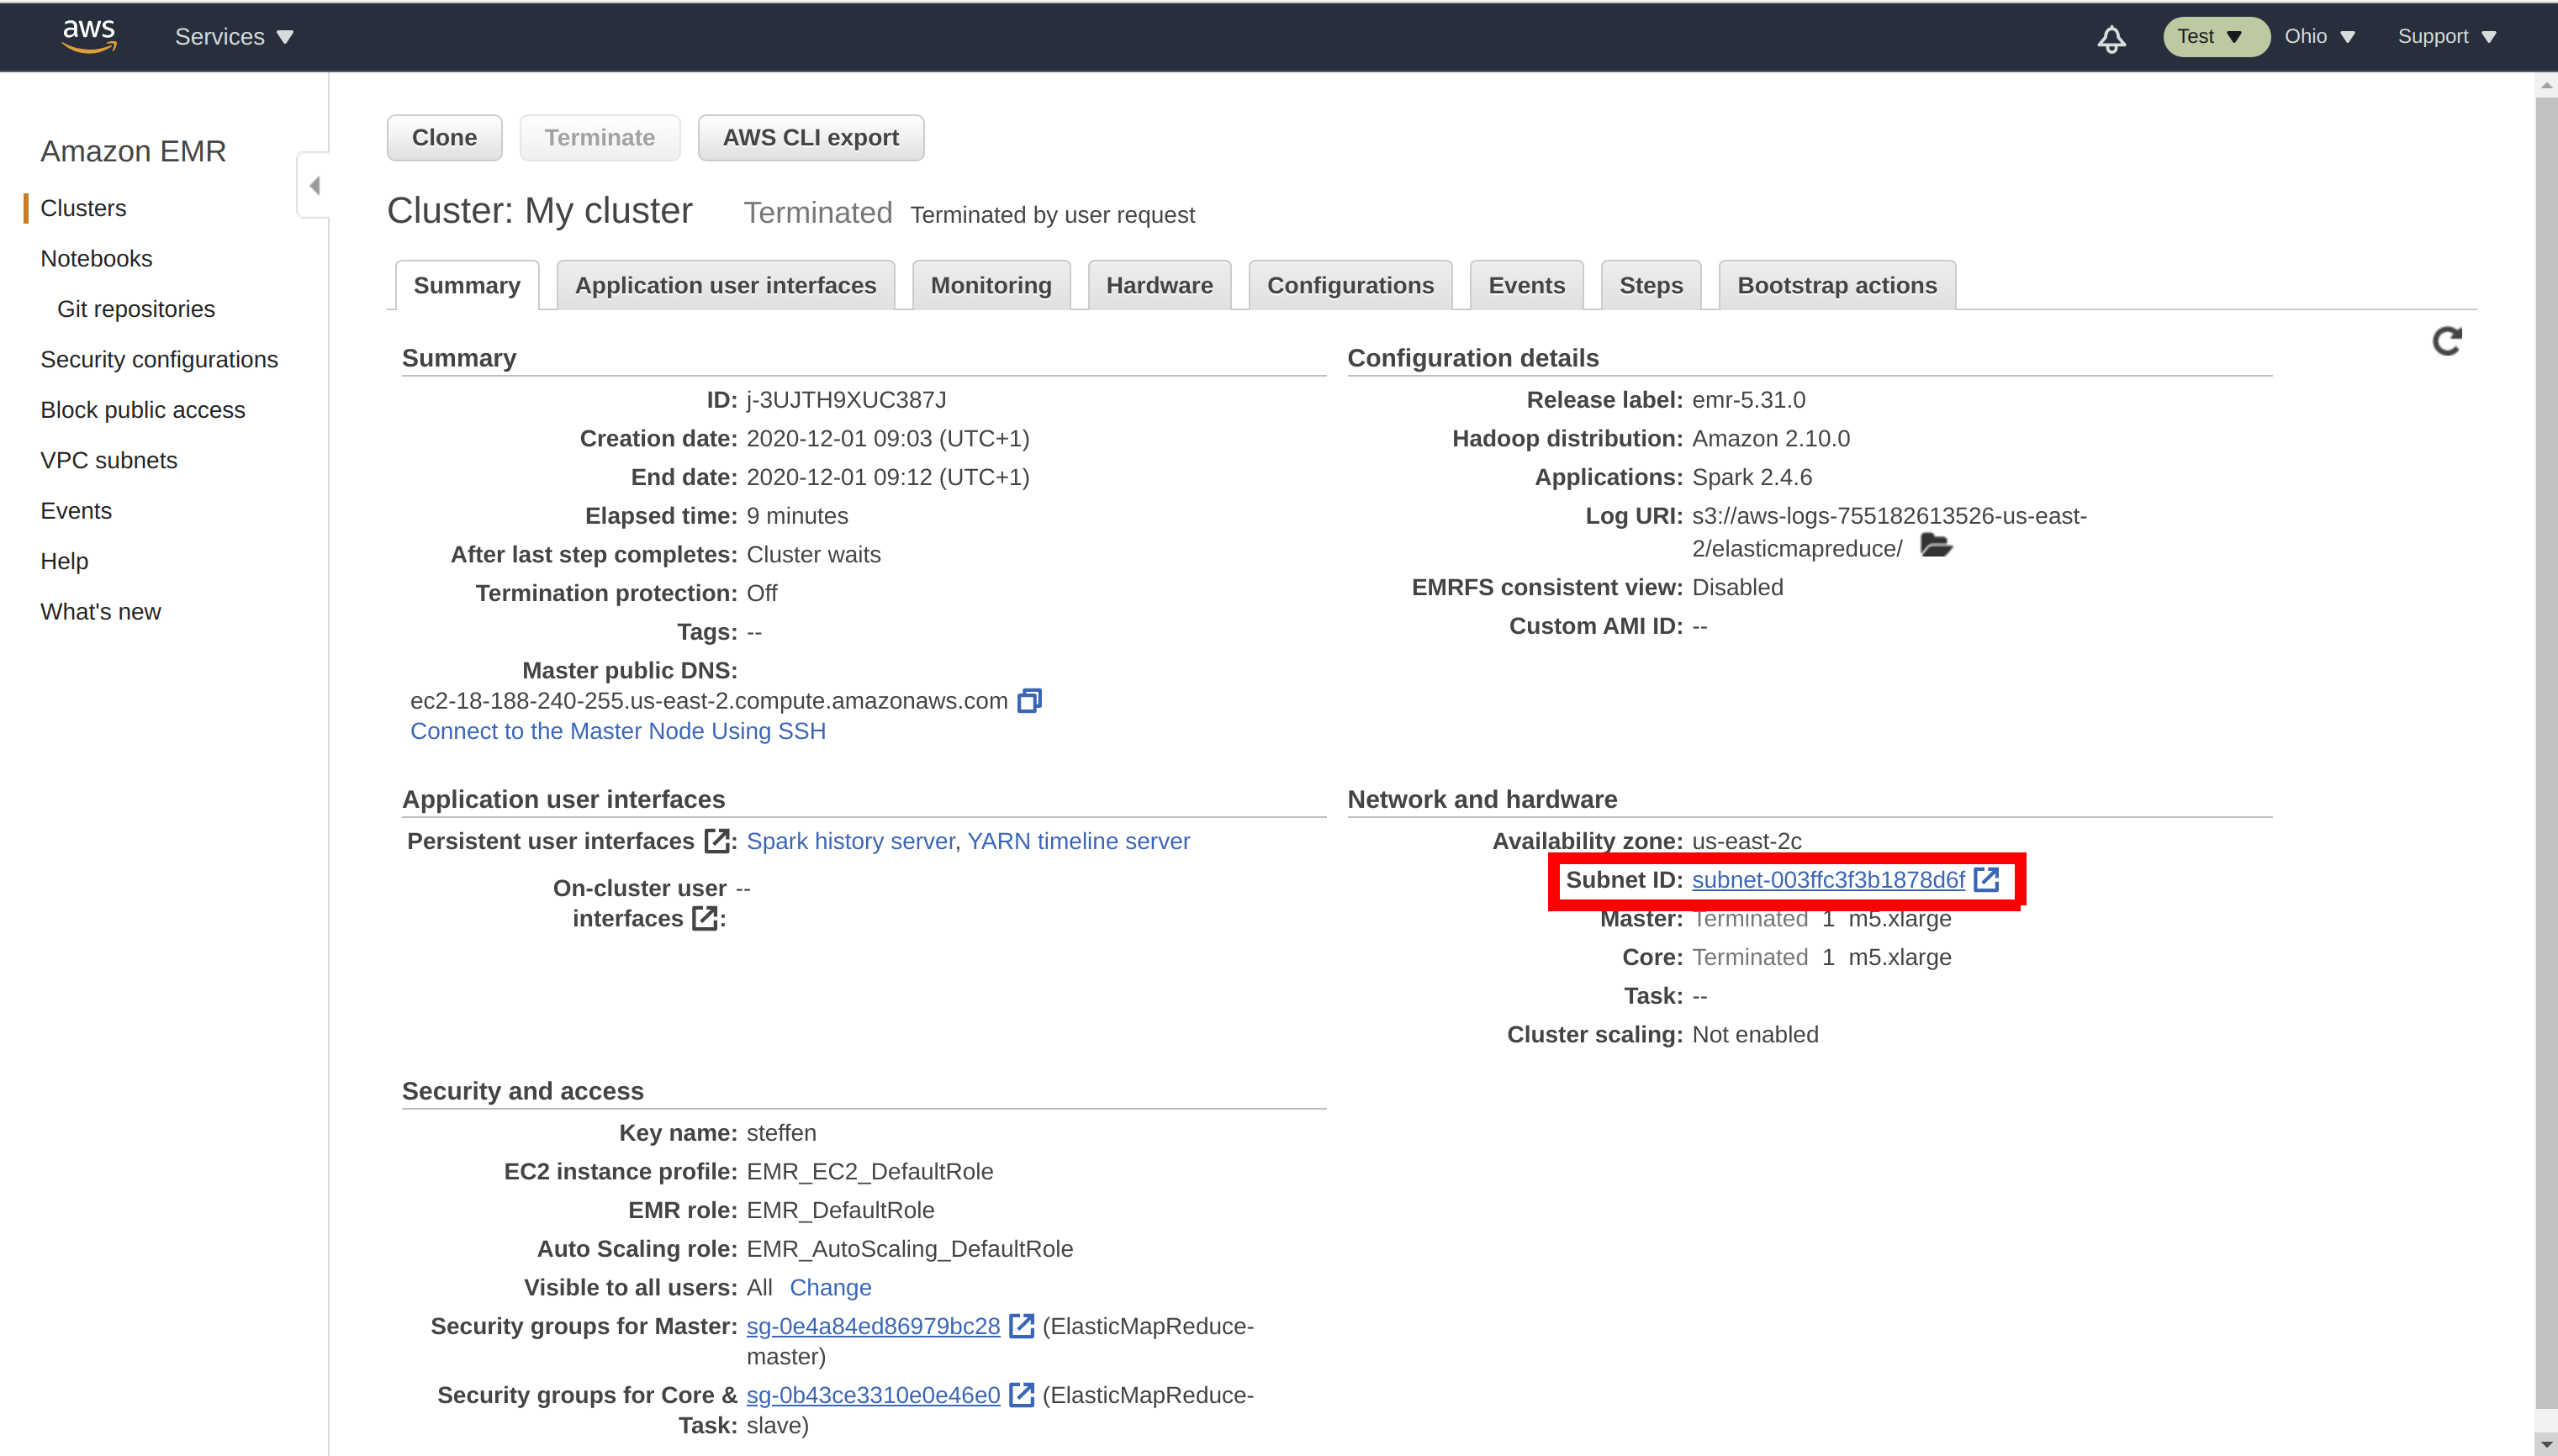 aws Services Test Ohio Support
Amazon EMR
Clusters
Notebooks
Git repositories
Security configurations
Block public access
VPC subnets
Events
Help
What's new
Clone Terminate AWS CLI export
Cluster: My cluster Terminated Terminated by user request
Summary Application user interfaces Monitoring Hardware Configurations Events Steps Bootstrap actions
Summary
ID: j-3UJTH9XUC387J
Creation date: 2020-12-01 09:03 (UTC+1)
End date: 2020-12-01 09:12 (UTC+1)
Elapsed time: 9 minutes
After last step completes: Cluster waits
Termination protection: Off
Tags: --
Master public DNS:
ec2-18-188-240-255.us-east-2.compute.amazonaws.com
Connect to the Master Node Using SSH
Configuration details
Release label: emr-5.31.0
Hadoop distribution: Amazon 2.10.0
Applications: Spark 2.4.6
Log URI: s3://aws-logs-755182613526-us-east-
2/elasticmapreduce/
EMRFS consistent view: Disabled
Custom AMI ID: --
Application user interfaces
Persistent user interfaces : Spark history server, YARN timeline server
On-cluster user --
interfaces :
Network and hardware
Availability zone: us-east-2c
Subnet ID: subnet-003ffc3f3b1878d6f
Master: Terminated 1 m5.xlarge
Core: Terminated 1 m5.xlarge
Task: --
Cluster scaling: Not enabled
Security and access
Key name: steffen
EC2 instance profile: EMR_EC2_DefaultRole
EMR role: EMR_DefaultRole
Auto Scaling role: EMR_AutoScaling_DefaultRole
Visible to all users: All Change
Security groups for Master: sg-0e4a84ed86979bc28 (ElasticMapReduce-
master)
Security groups for Core & sg-0b43ce3310e0e46e0 (ElasticMapReduce-
Task: slave)